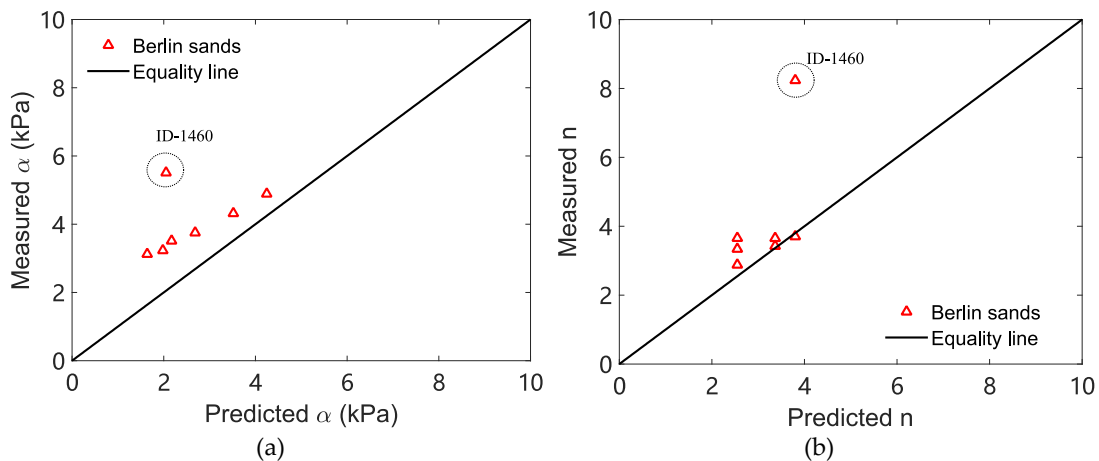 10
8
6
4
2
0
Measured α (kPa)
Berlin sands
Equality line
ID-1460
0 2 4 6 8 10
Predicted α (kPa)
(a)
10
8
6
4
2
0
Measured n
ID-1460
Berlin sands
Equality line
0 2 4 6 8 10
Predicted n
(b)